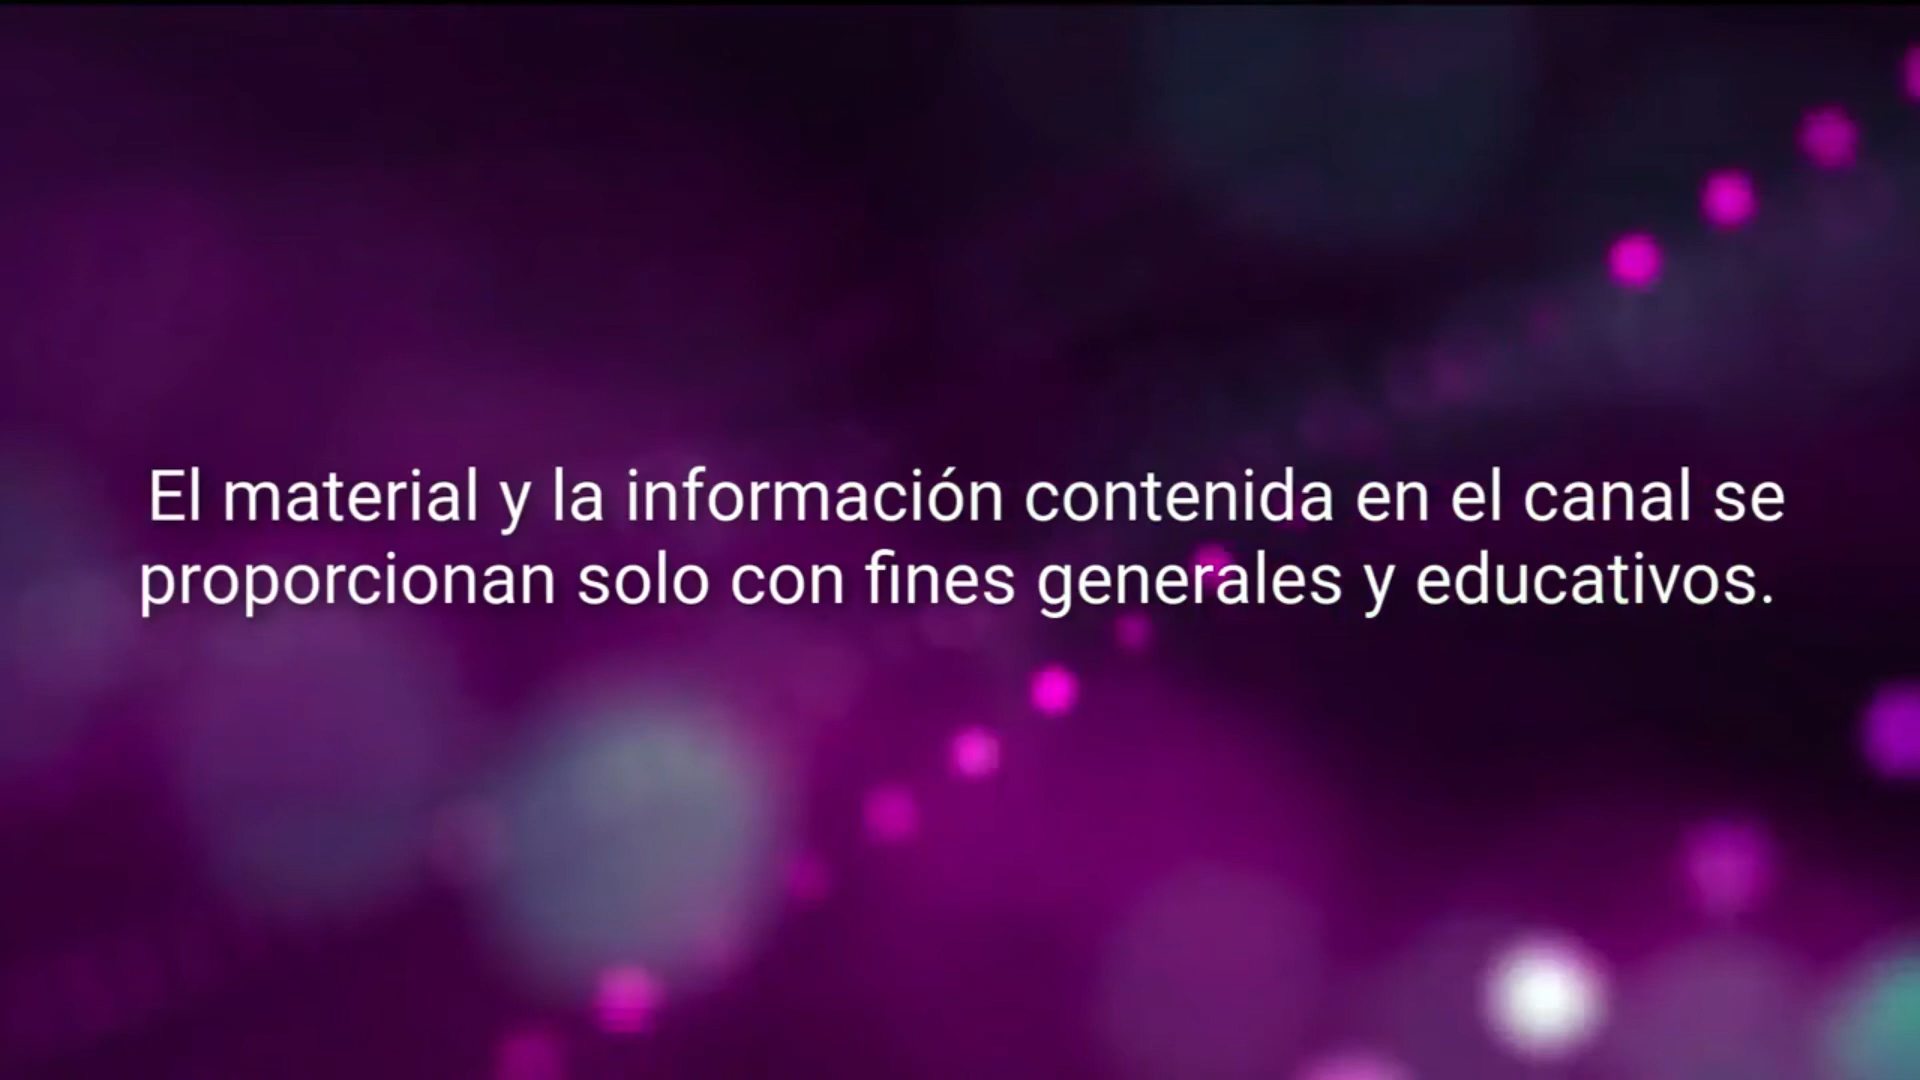 El material y la información contenida en el canal se
proporcionan solo con fines generales y educativos.